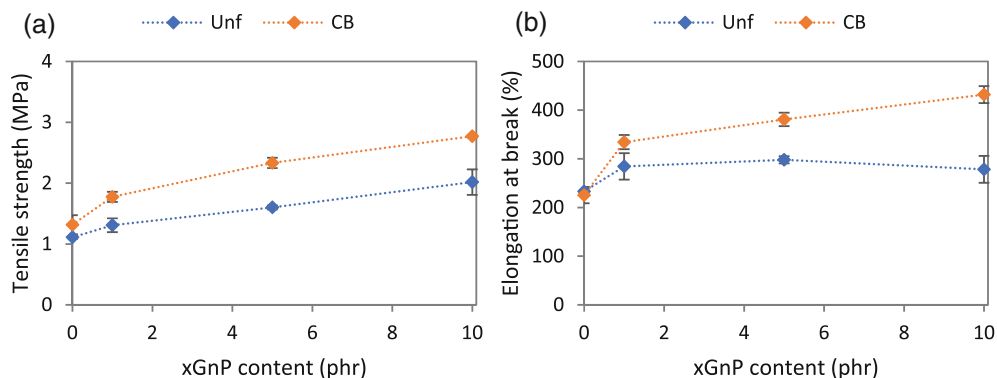 (a)
Unf CB
Tensile strength (MPa)
4
3
2
1
0
0 2 4 6 8 10
xGnP content (phr)
(b)
Unf CB
Elongation at break (%)
500
400
300
200
100
0
0 2 4 6 8 10
xGnP content (phr)